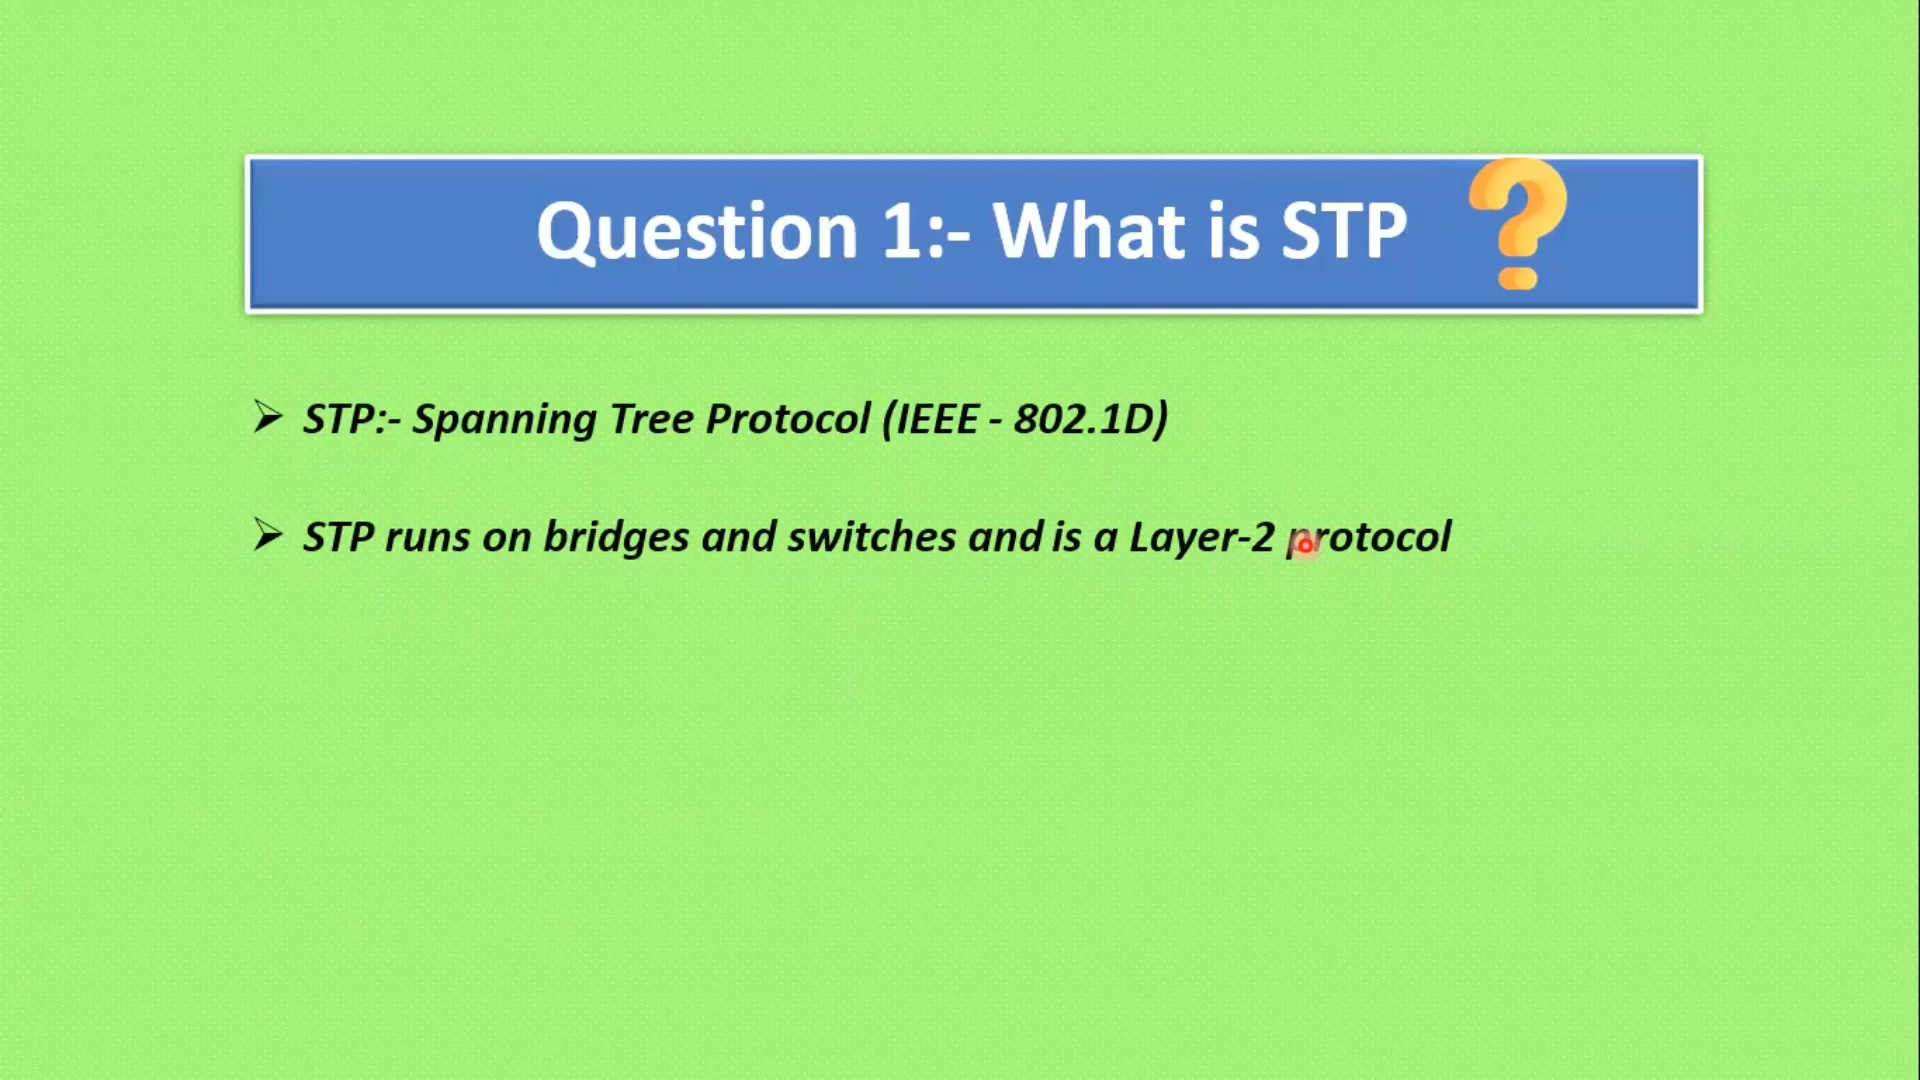 Question 1:- What is STP ?
➢ STP:- Spanning Tree Protocol (IEEE - 802.1D)
➢ STP runs on bridges and switches and is a Layer-2 protocol